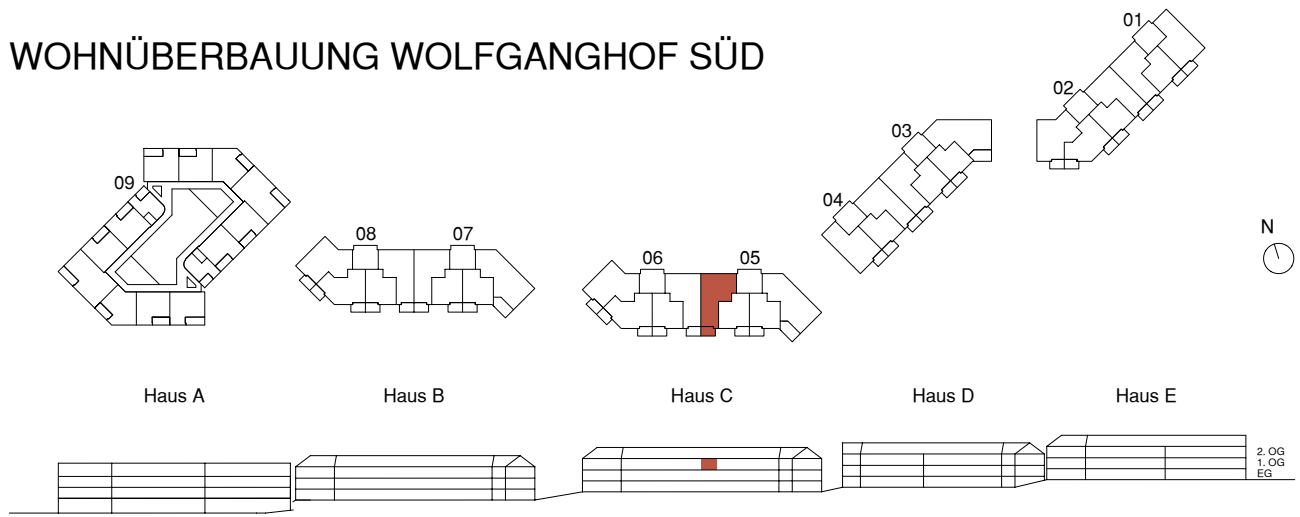 WOHNÜBERBAUUNG WOLFGANGHOF SÜD
01
02
03
04
09
08
07
06
05
N
Haus A
Haus B
Haus C
Haus D
Haus E
2. OG
1. OG
EG